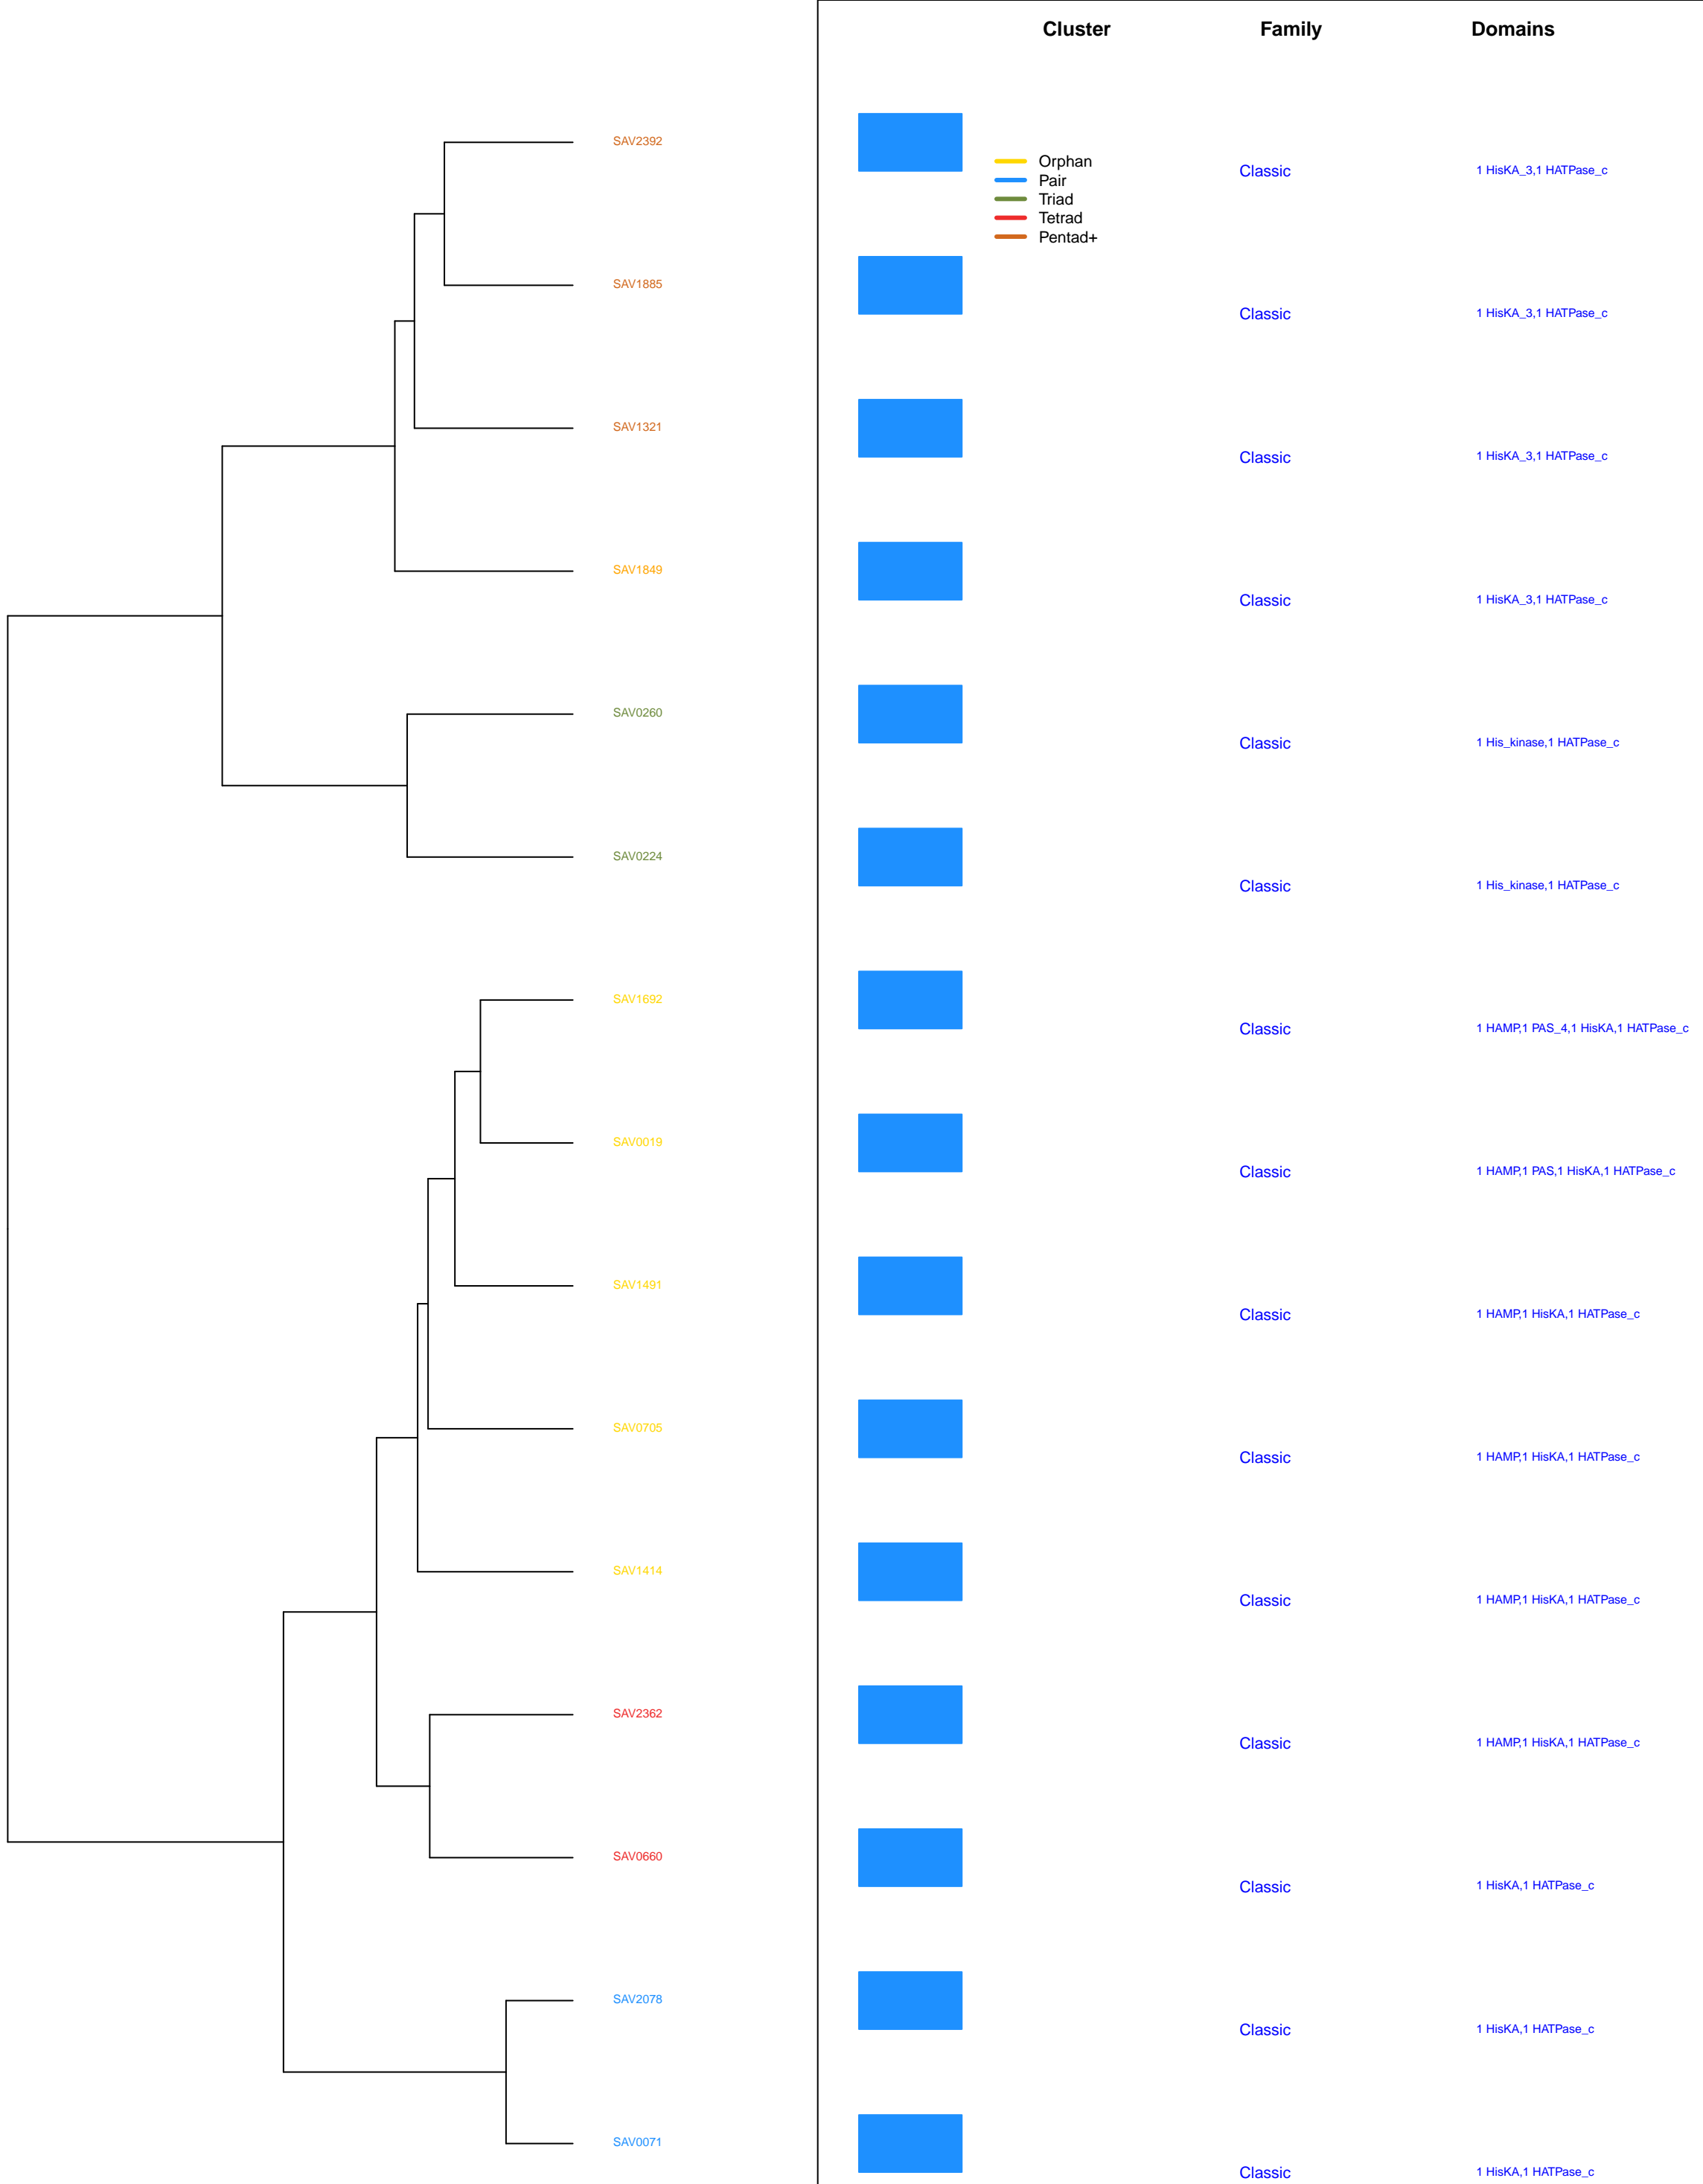 Cluster Family Domains
SAV2392
Orphan
Classic 1 HisKA_3,1 HATPase_c
Pair
Triad
Tetrad
Pentad+
SAV1885
Classic 1 HisKA_3,1 HATPase_c
SAV1321
Classic 1 HisKA_3,1 HATPase_c
SAV1849
Classic 1 HisKA_3,1 HATPase_c
SAV0260
Classic 1 His_kinase,1 HATPase_c
SAV0224
Classic 1 His_kinase,1 HATPase_c
SAV1692
Classic 1 HAMP,1 PAS_4,1 HisKA,1 HATPase_c
SAV0019
Classic 1 HAMP,1 PAS,1 HisKA,1 HATPase_c
SAV1491
Classic 1 HAMP,1 HisKA,1 HATPase_c
SAV0705
Classic 1 HAMP,1 HisKA,1 HATPase_c
SAV1414
Classic 1 HAMP,1 HisKA,1 HATPase_c
SAV2362
Classic 1 HAMP,1 HisKA,1 HATPase_c
SAV0660
Classic 1 HisKA,1 HATPase_c
SAV2078
Classic 1 HisKA,1 HATPase_c
SAV0071
Classic 1 HisKA,1 HATPase_c